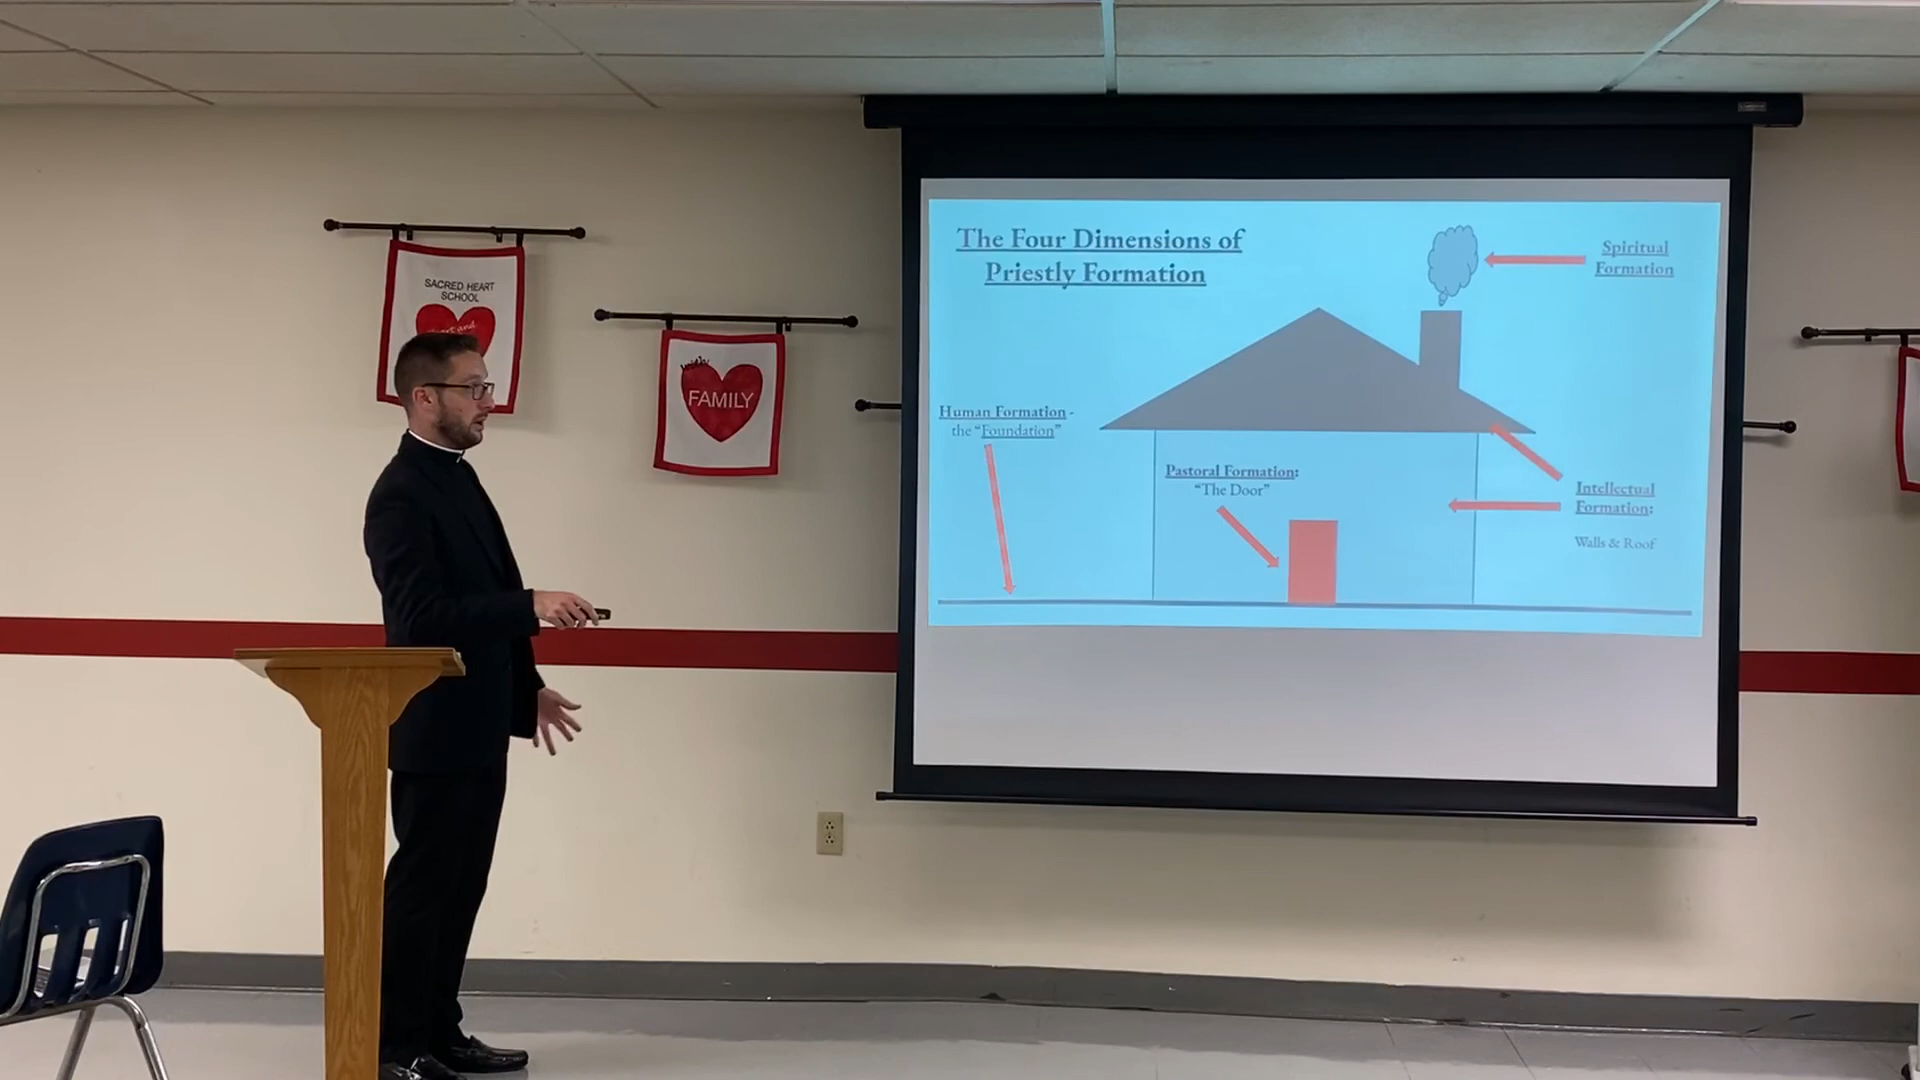 SACRED HEART
SCHOOL
with
FAMILY
The Four Dimensions of
Priestly Formation
Spiritual
Formation
Human Formation -
the "Foundation"
Pastoral Formation:
"The Door"
Intellectual
Formation:
Walls & Roof